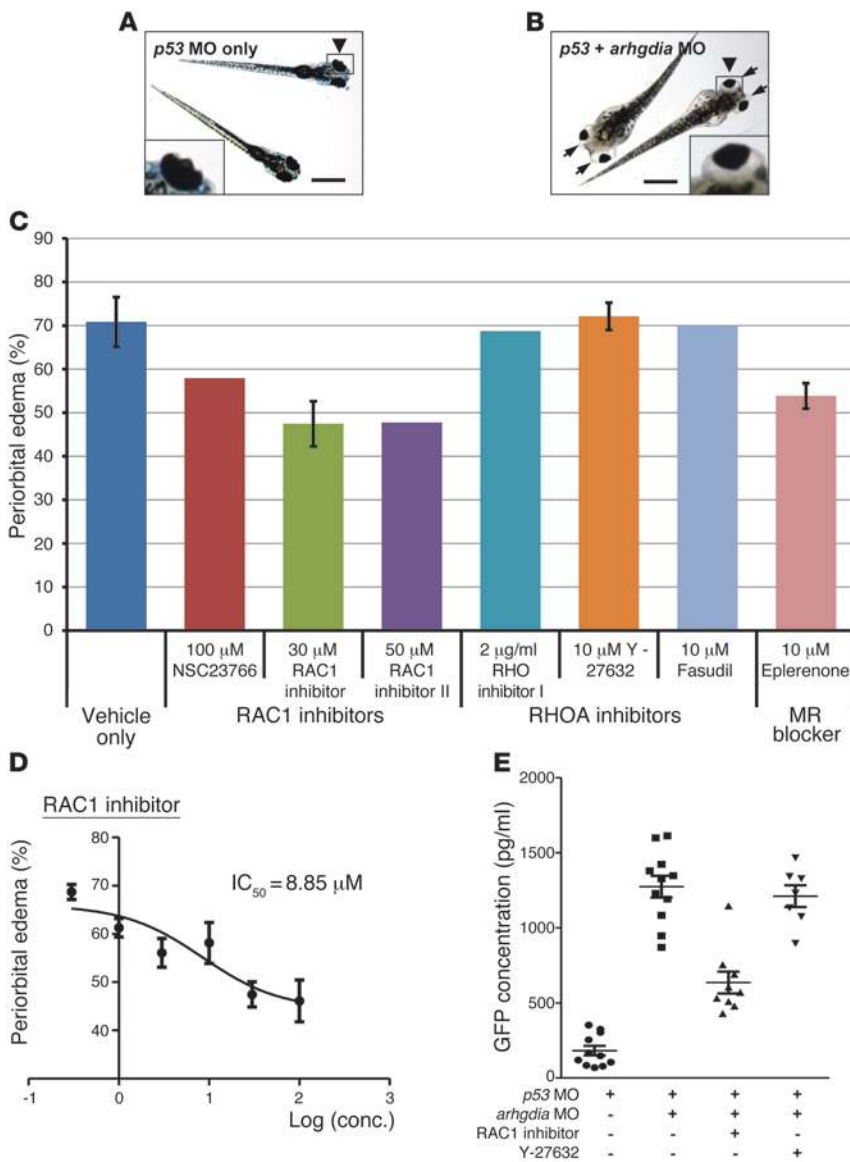 A
p53 MO only
B
p53 + arhgdia MO
C
90
80
70
60
50
40
30
20
10
0
Periorbital edema (%)
100 µM NSC23766
30 µM RAC1 inhibitor
50 µM RAC1 inhibitor II
2 µg/ml RHO inhibitor I
10 µM Y - 27632
10 µM Fasudil
10 µM Eplerenone
Vehicle only
RAC1 inhibitors
RHOA inhibitors
MR blocker
D
RAC1 inhibitor
80
70
60
50
40
Periorbital edema (%)
IC50 = 8.85 µM
-1 0 1 2 3
Log (conc.)
E
2000
1500
1000
500
0
GFP concentration (pg/ml)
p53 MO + + + +
arhgdia MO - + + +
RAC1 inhibitor - - + -
Y-27632 - - - +